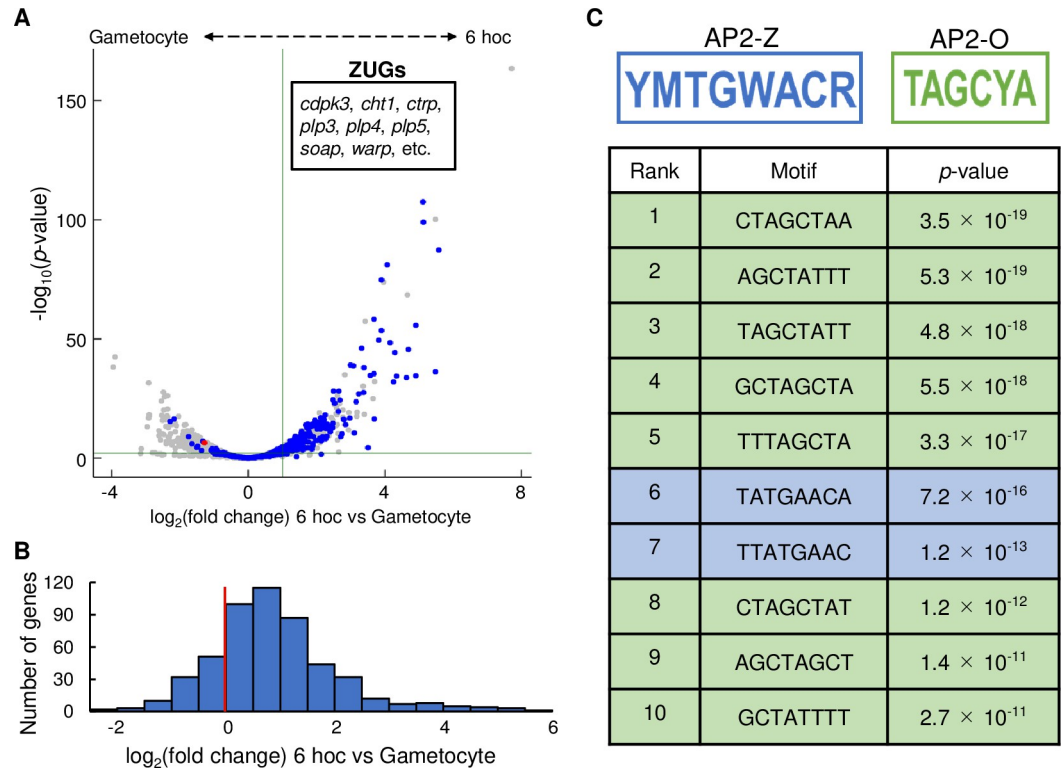 A
Gametocyte
6 hoc
ZUGs
cdpk3, cht1, ctrp,
plp3, plp4, plp5,
soap, warp, etc.
-log10(p-value)
150
100
50
0
-4
0
4
8
log2(fold change) 6 hoc vs Gametocyte
B
Number of genes
120
90
60
30
0
-2
0
2
4
6
log2(fold change) 6 hoc vs Gametocyte
C
AP2-Z AP2-O
YMTGWACR TAGCYA
Rank Motif p-value
1 CTAGCTAA 3.5 × 10-19
2 AGCTATTT 5.3 × 10-19
3 TAGCTATT 4.8 × 10-18
4 GCTAGCTA 5.5 × 10-18
5 TTTAGCTA 3.3 × 10-17
6 TATGAACA 7.2 × 10-16
7 TTATGAAC 1.2 × 10-13
8 CTAGCTAT 1.2 × 10-12
9 AGCTAGCT 1.4 × 10-11
10 GCTATTTT 2.7 × 10-11